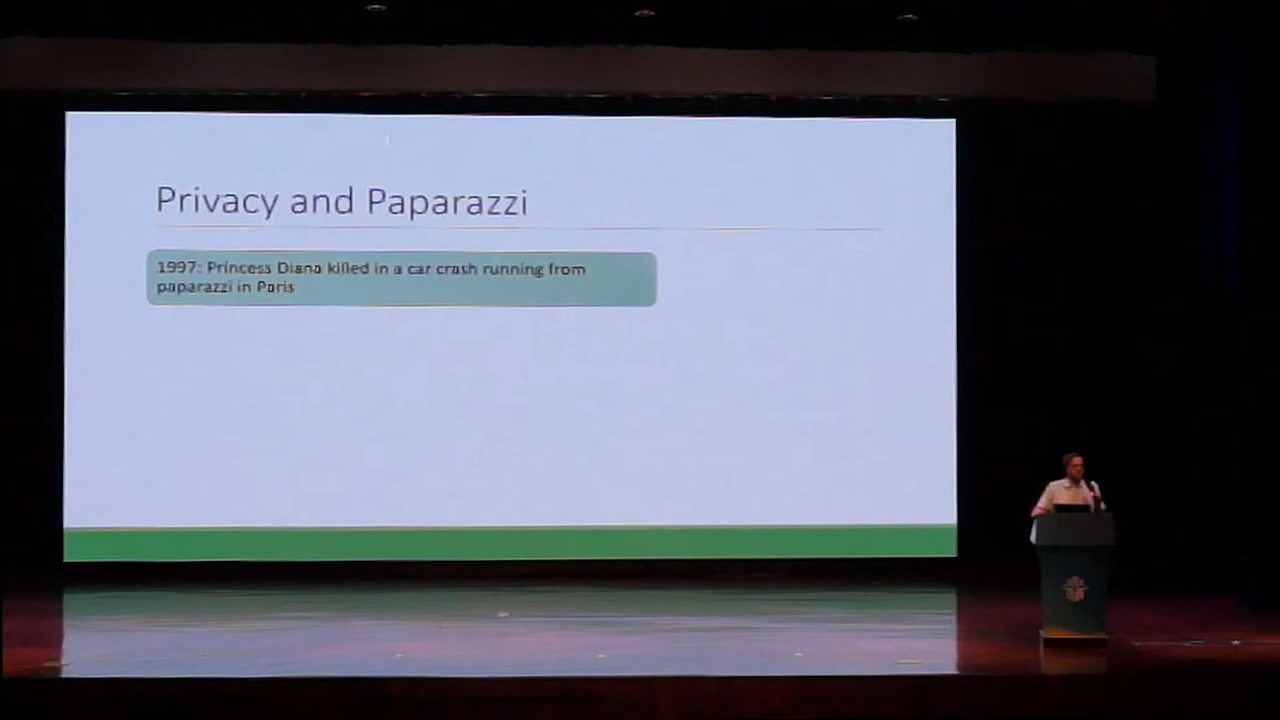 Privacy and Paparazzi
1997: Princess Diana killed in a car crash running from
paparazzi in Paris